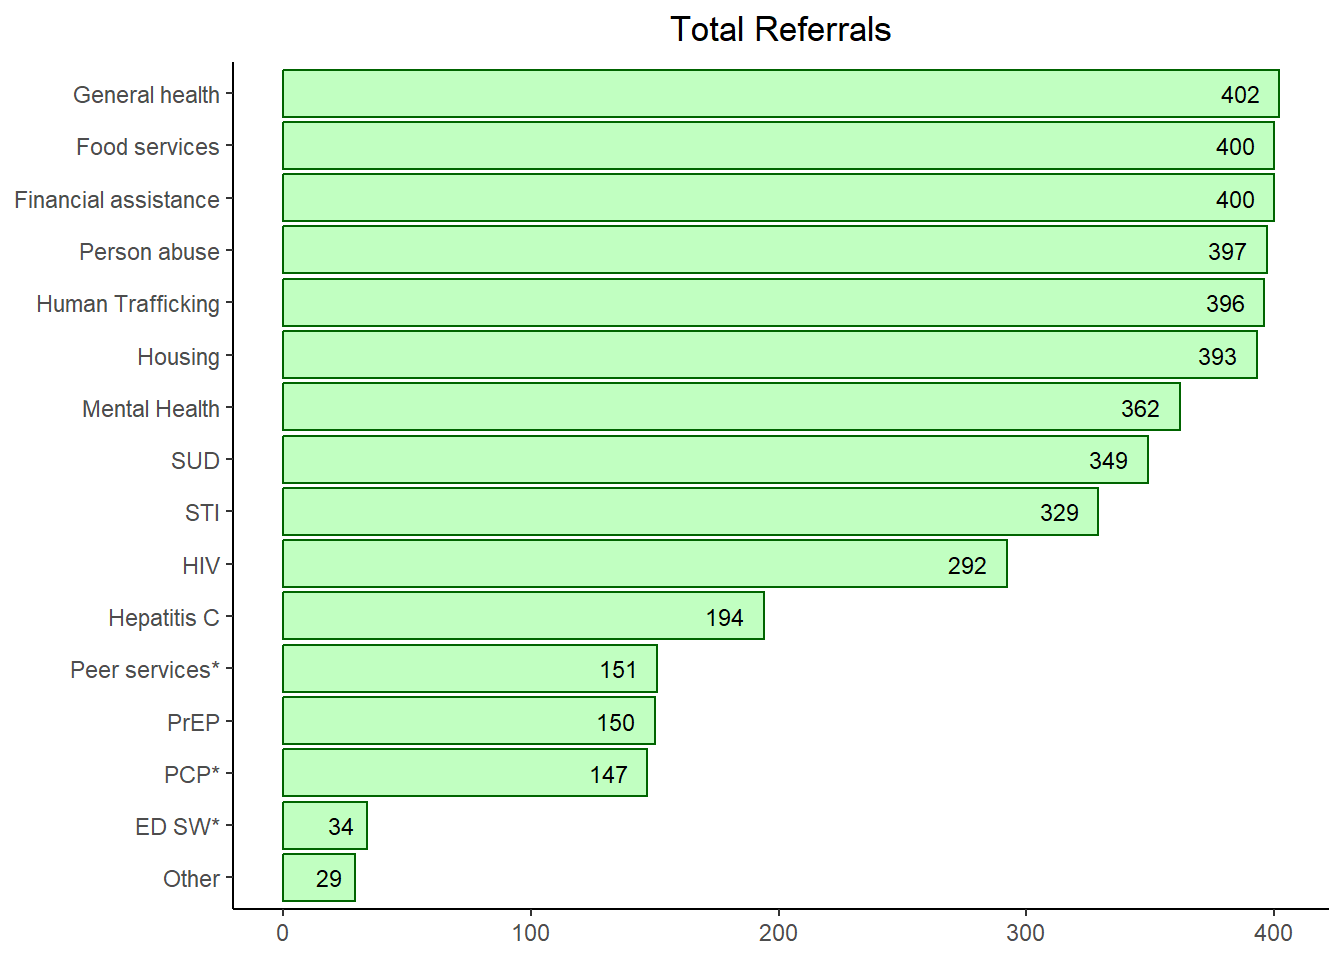 Total Referrals
General health 402
Food services 400
Financial assistance 400
Person abuse 397
Human Trafficking 396
Housing 393
Mental Health 362
SUD 349
STI 329
HIV 292
Hepatitis C 194
Peer services* 151
PrEP 150
PCP* 147
ED SW* 34
Other 29
0 100 200 300 400